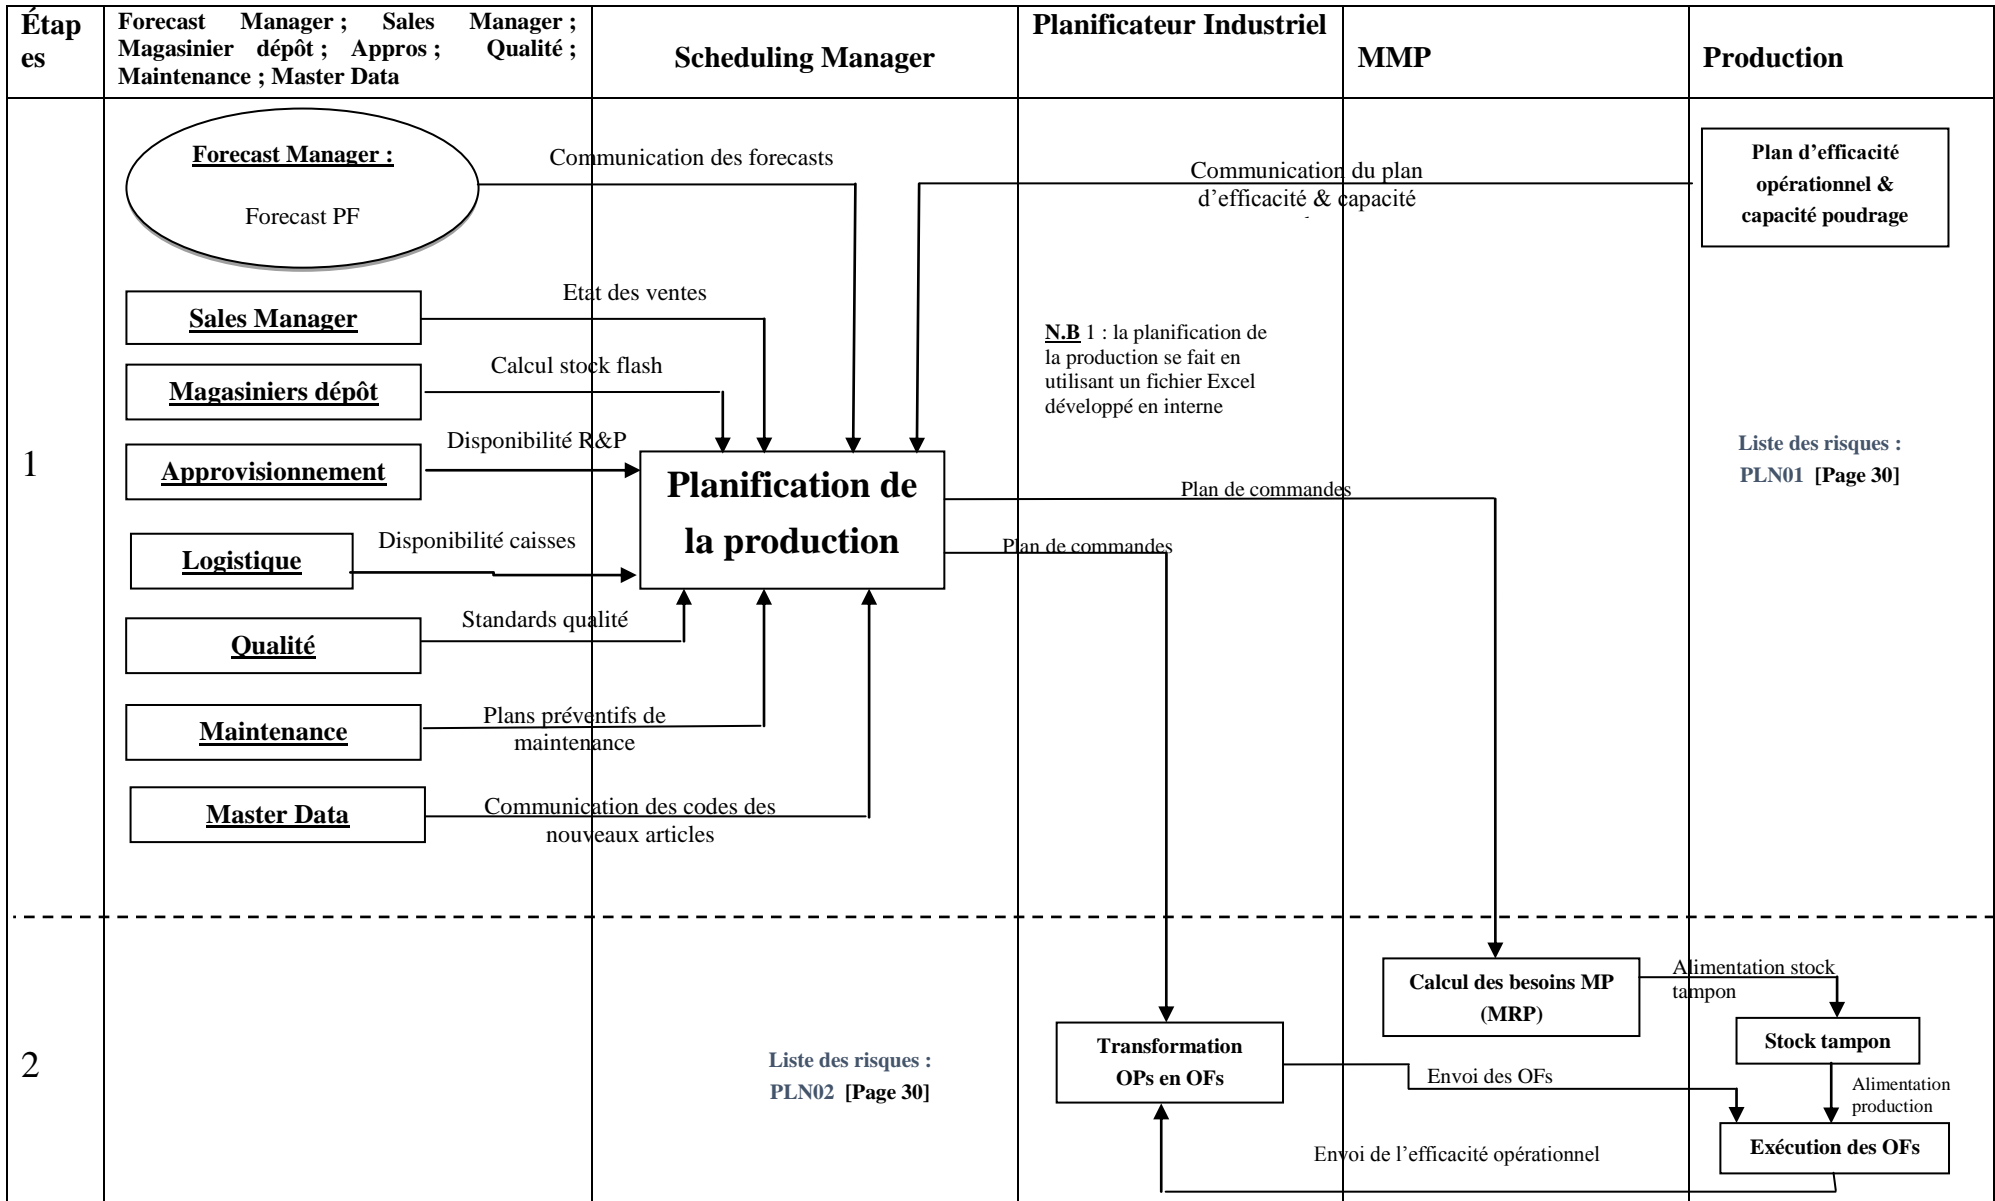 Étap
es
Forecast Manager ; Sales Manager ;
Magasinier dépôt ; Appros ; Qualité ;
Maintenance ; Master Data
Scheduling Manager
Planificateur Industriel
MMP
Production
1
Forecast Manager :
Forecast PF
Communication des forecasts
Communication du plan
d’efficacité & capacité
Plan d’efficacité
opérationnel &
capacité poudrage
Sales Manager
Etat des ventes
N.B 1 : la planification de
la production se fait en
utilisant un fichier Excel
développé en interne
Magasiniers dépôt
Calcul stock flash
Approvisionnement
Disponibilité R&P
Planification de
la production
Plan de commandes
Plan de commandes
Liste des risques :
PLN01 [Page 30]
Logistique
Disponibilité caisses
Qualité
Standards qualité
Maintenance
Plans préventifs de
maintenance
Master Data
Communication des codes des
nouveaux articles
2
Liste des risques :
PLN02 [Page 30]
Transformation
OPs en OFs
Calcul des besoins MP
(MRP)
Alimentation stock
tampon
Stock tampon
Envoi des OFs
Alimentation
production
Exécution des OFs
Envoi de l’efficacité opérationnel